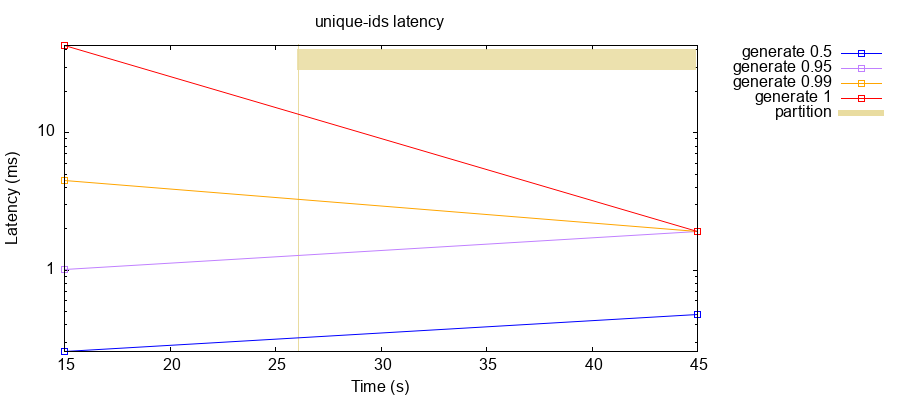 unique-ids latency
generate 0.5
generate 0.95
generate 0.99
generate 1
partition
Latency (ms)
10
1
15 20 25 30 35 40 45
Time (s)